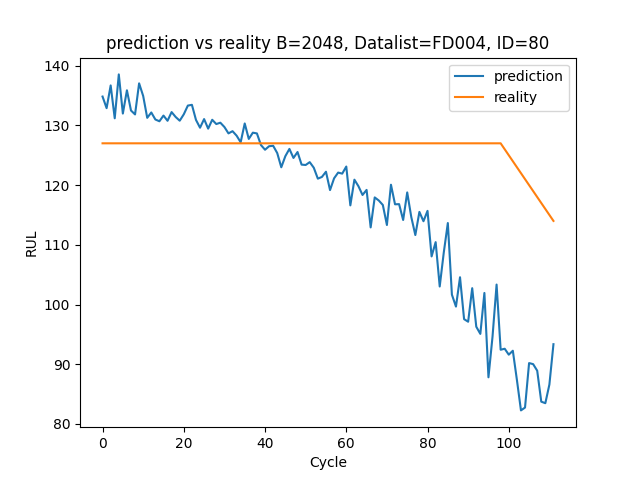 prediction vs reality B=2048, Datalist=FD004, ID=80
140
130
120
110
100
90
80
RUL
prediction
reality
0 20 40 60 80 100
Cycle